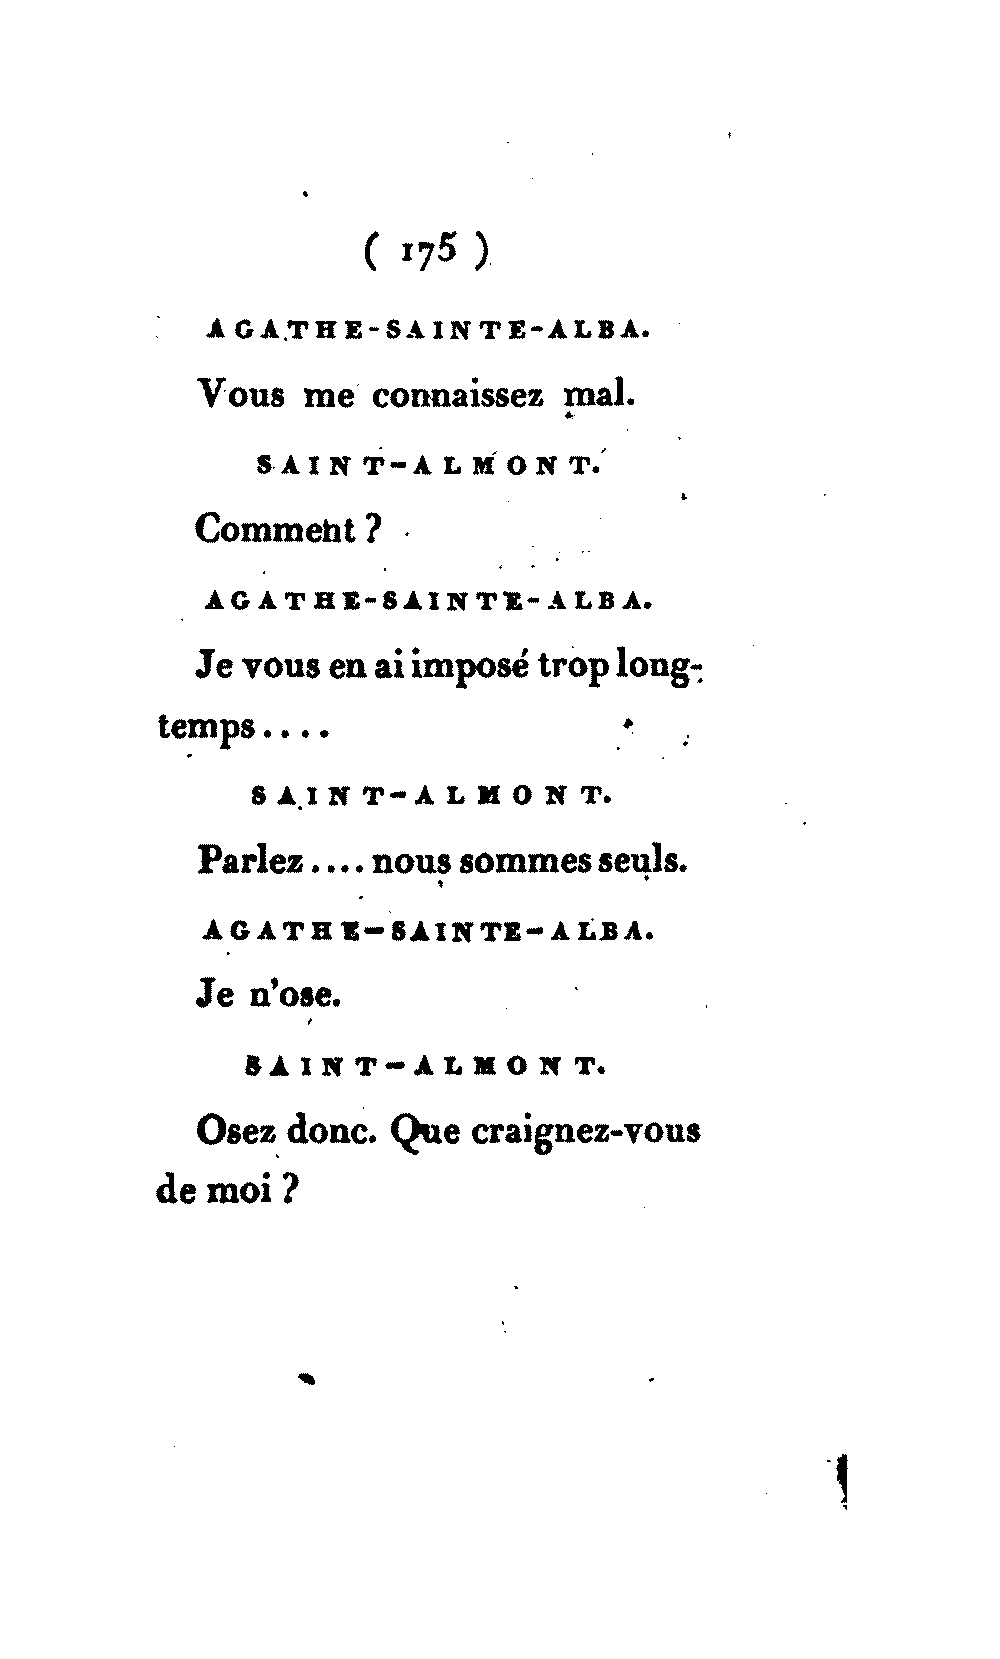 ( 175 )
AGATHE-SAINTE-ALBA.
Vous me connaissez mal.
SAINT-ALMONT.
Comment ?
AGATHE-SAINTE-ALBA.
Je vous en ai imposé trop long-
temps....
SAINT-ALMONT.
Parlez.... nous sommes seuls.
AGATHE-SAINTE-ALBA.
Je n'ose.
SAINT-ALMONT.
Osez donc. Que craignez-vous
de moi ?